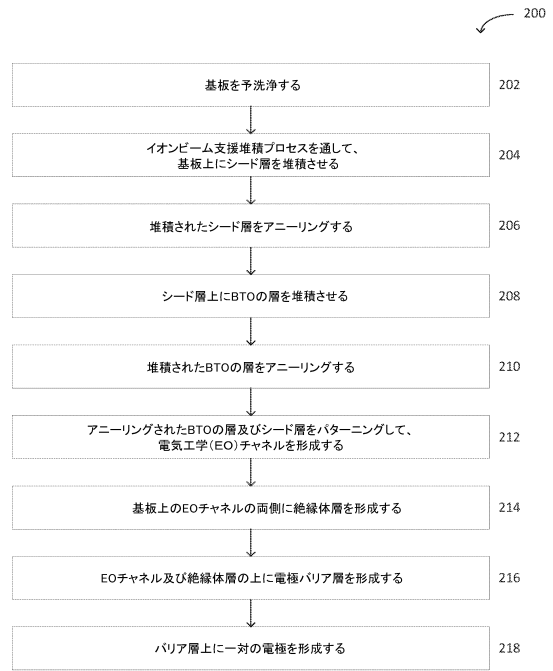 200
基板を予洗浄する
202
イオンビーム支援堆積プロセスを通して、
基板上にシード層を堆積させる
204
堆積されたシード層をアニーリングする
206
シード層上にBTOの層を堆積させる
208
堆積されたBTOの層をアニーリングする
210
アニーリングされたBTOの層及びシード層をパターニングして、
電気工学(EO)チャネルを形成する
212
基板上のEOチャネルの両側に絶縁体層を形成する
214
EOチャネル及び絶縁体層の上に電極バリア層を形成する
216
バリア層上に一対の電極を形成する
218